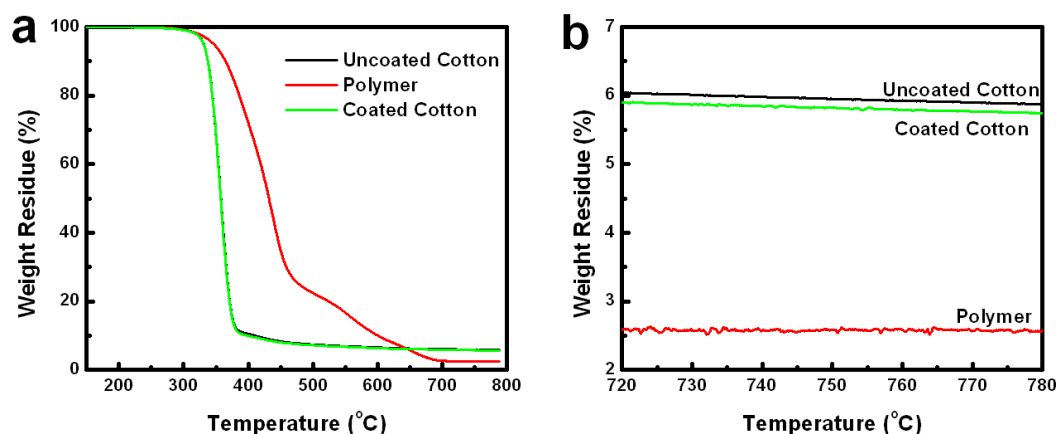 a
Weight Residue (%)
100
80
60
40
20
0
200 300 400 500 600 700 800
Temperature (°C)
Uncoated Cotton
Polymer
Coated Cotton
b
Weight Residue (%)
7
6
5
4
3
2
720 730 740 750 760 770 780
Temperature (°C)
Uncoated Cotton
Coated Cotton
Polymer